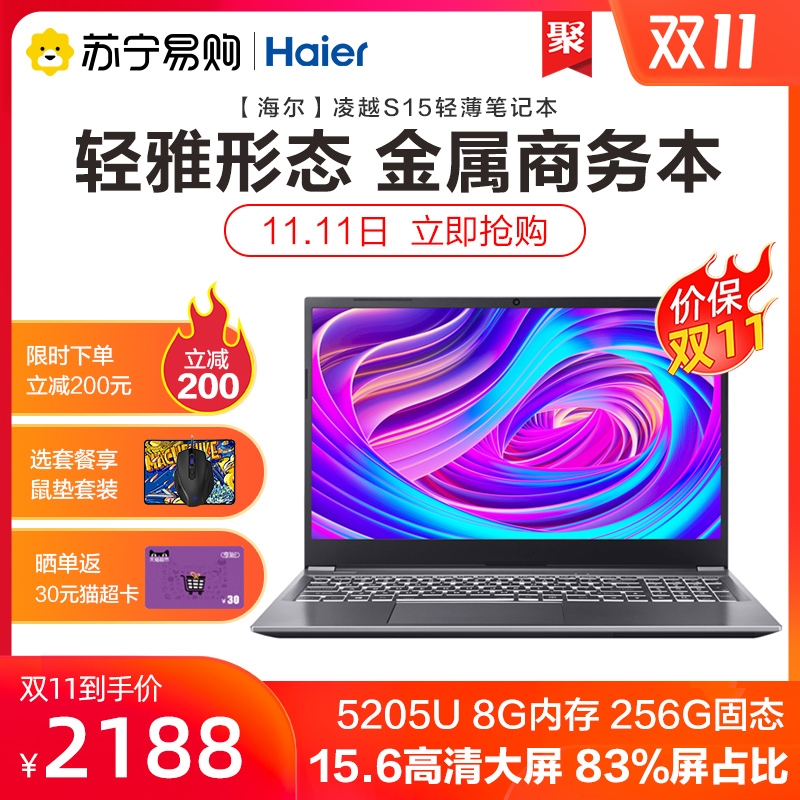 苏宁易购 Haier
聚
双11
【海尔】凌越S15轻薄笔记本
轻雅形态 金属商务本
11.11日 立即抢购
价保
双11
限时下单
立减200元
立减
200
选套餐享
鼠垫套装
晒单返
30元猫超卡
¥30
双11到手价
¥2188
5205U 8G内存 256G固态
15.6高清大屏 83%屏占比